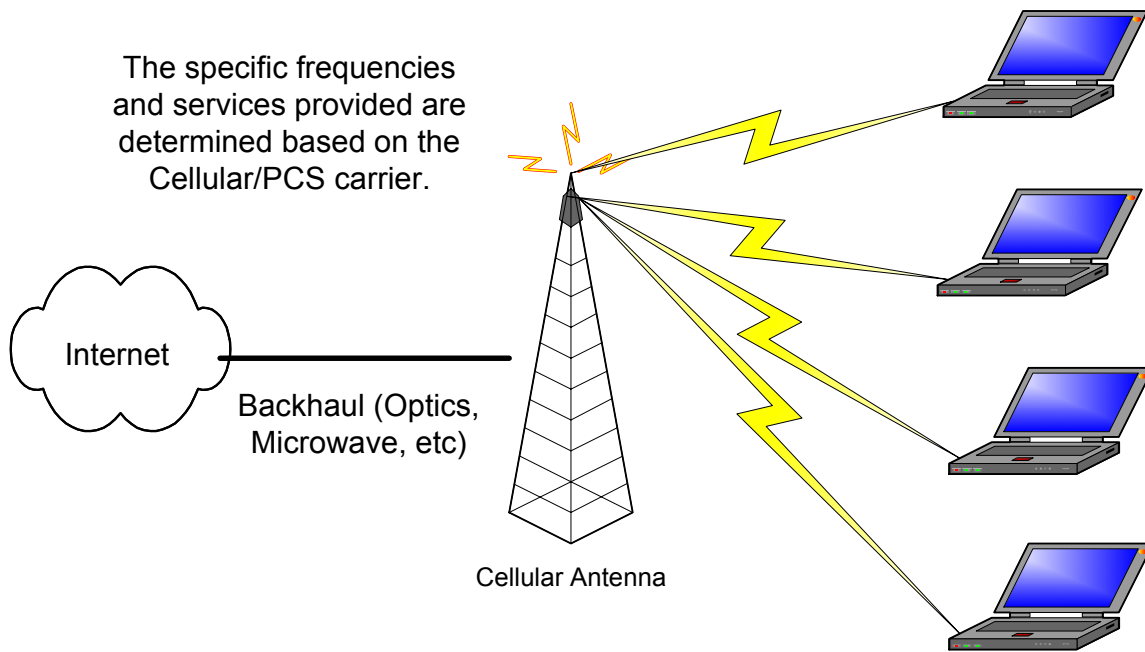 The specific frequencies
and services provided are
determined based on the
Cellular/PCS carrier.
Internet
Backhaul (Optics,
Microwave, etc)
Cellular Antenna